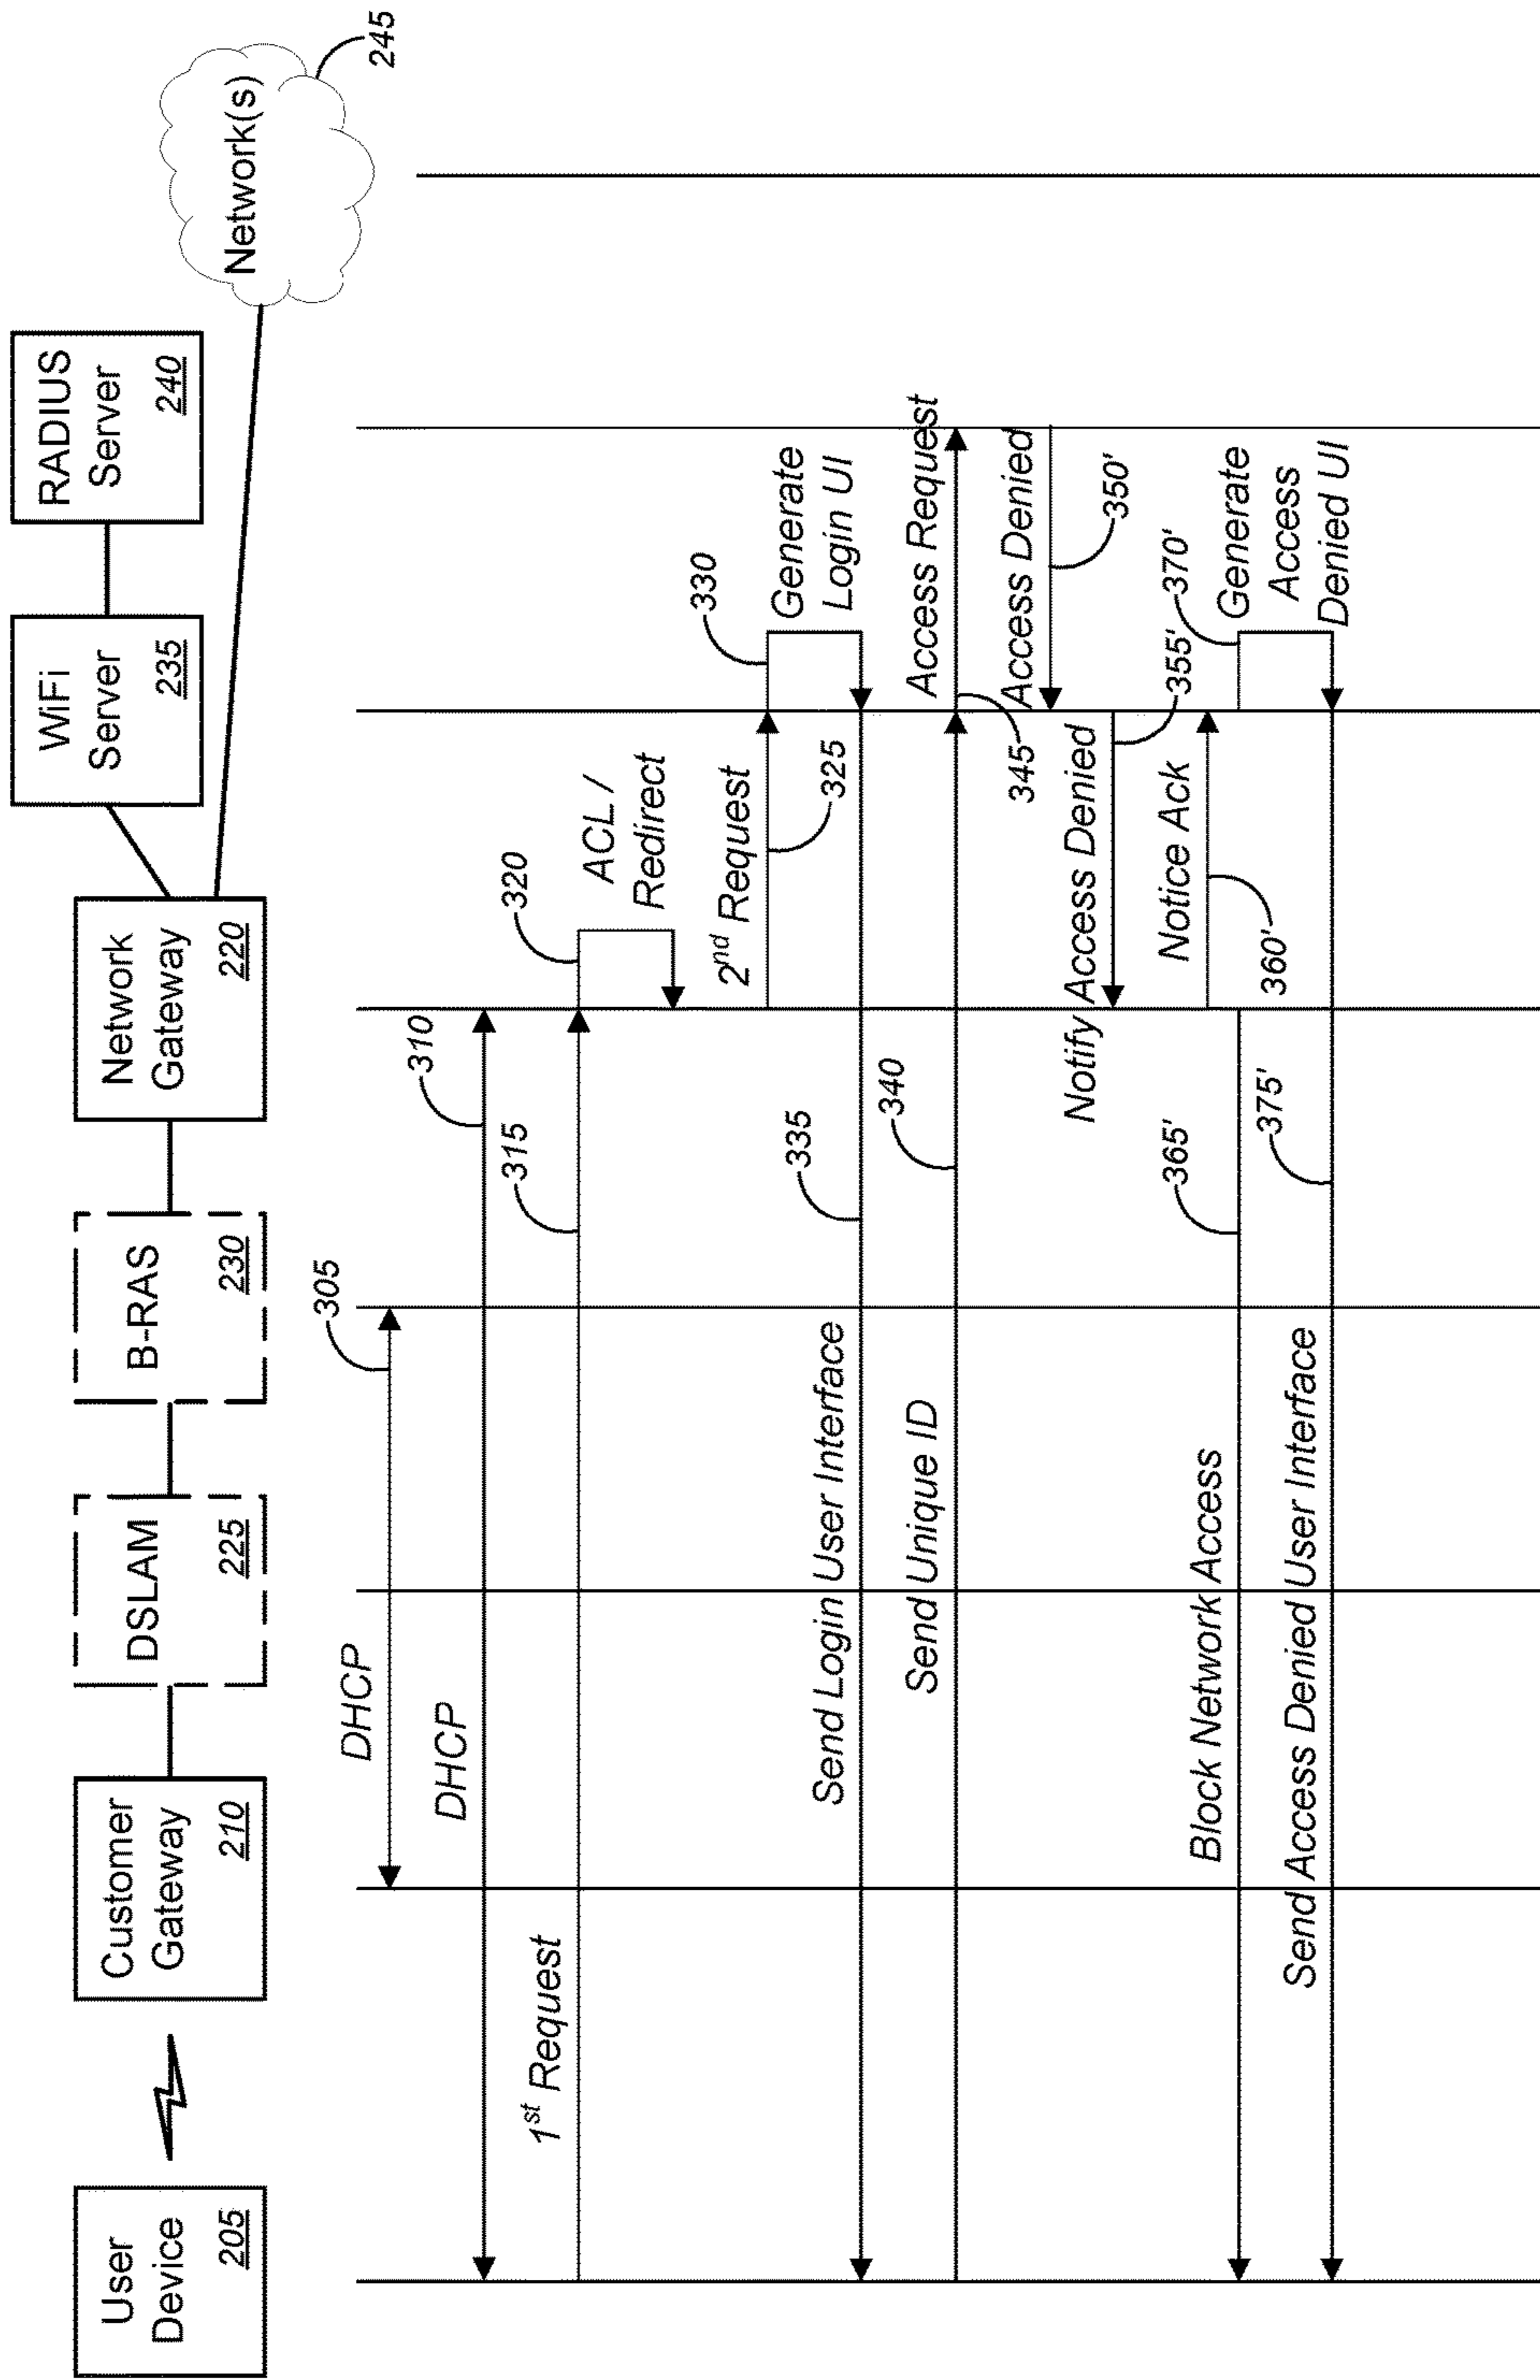 User
Device
205
Customer
Gateway
210
DSLAM
225
B-RAS
230
Network
Gateway
220
WiFi
Server
235
RADIUS
Server
240
Network(s)
245
DHCP
305
DHCP
310
1st Request
315
320
ACL /
Redirect
2nd Request
325
330
Generate
Login UI
Send Login User Interface
335
Send Unique ID
340
Access Request
345
Access Denied
350'
Notify Access Denied
355'
Notice Ack
360'
Block Network Access
365'
370'
Generate
Access
Denied UI
Send Access Denied User Interface
375'